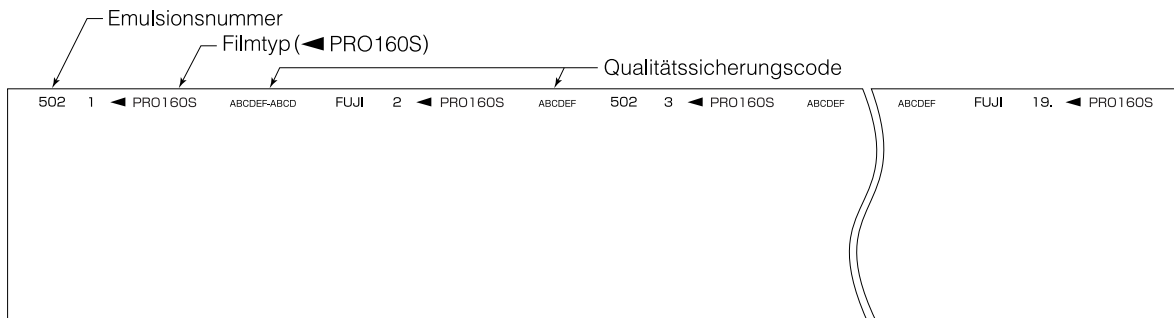 Emulsionsnummer
Filmtyp (◄ PRO160S)
Qualitätssicherungscode
502 1 ◄ PRO160S ABCDEF-ABCD FUJI 2 ◄ PRO160S ABCDEF 502 3 ◄ PRO160S ABCDEF ABCDEF FUJI 19. ◄ PRO160S